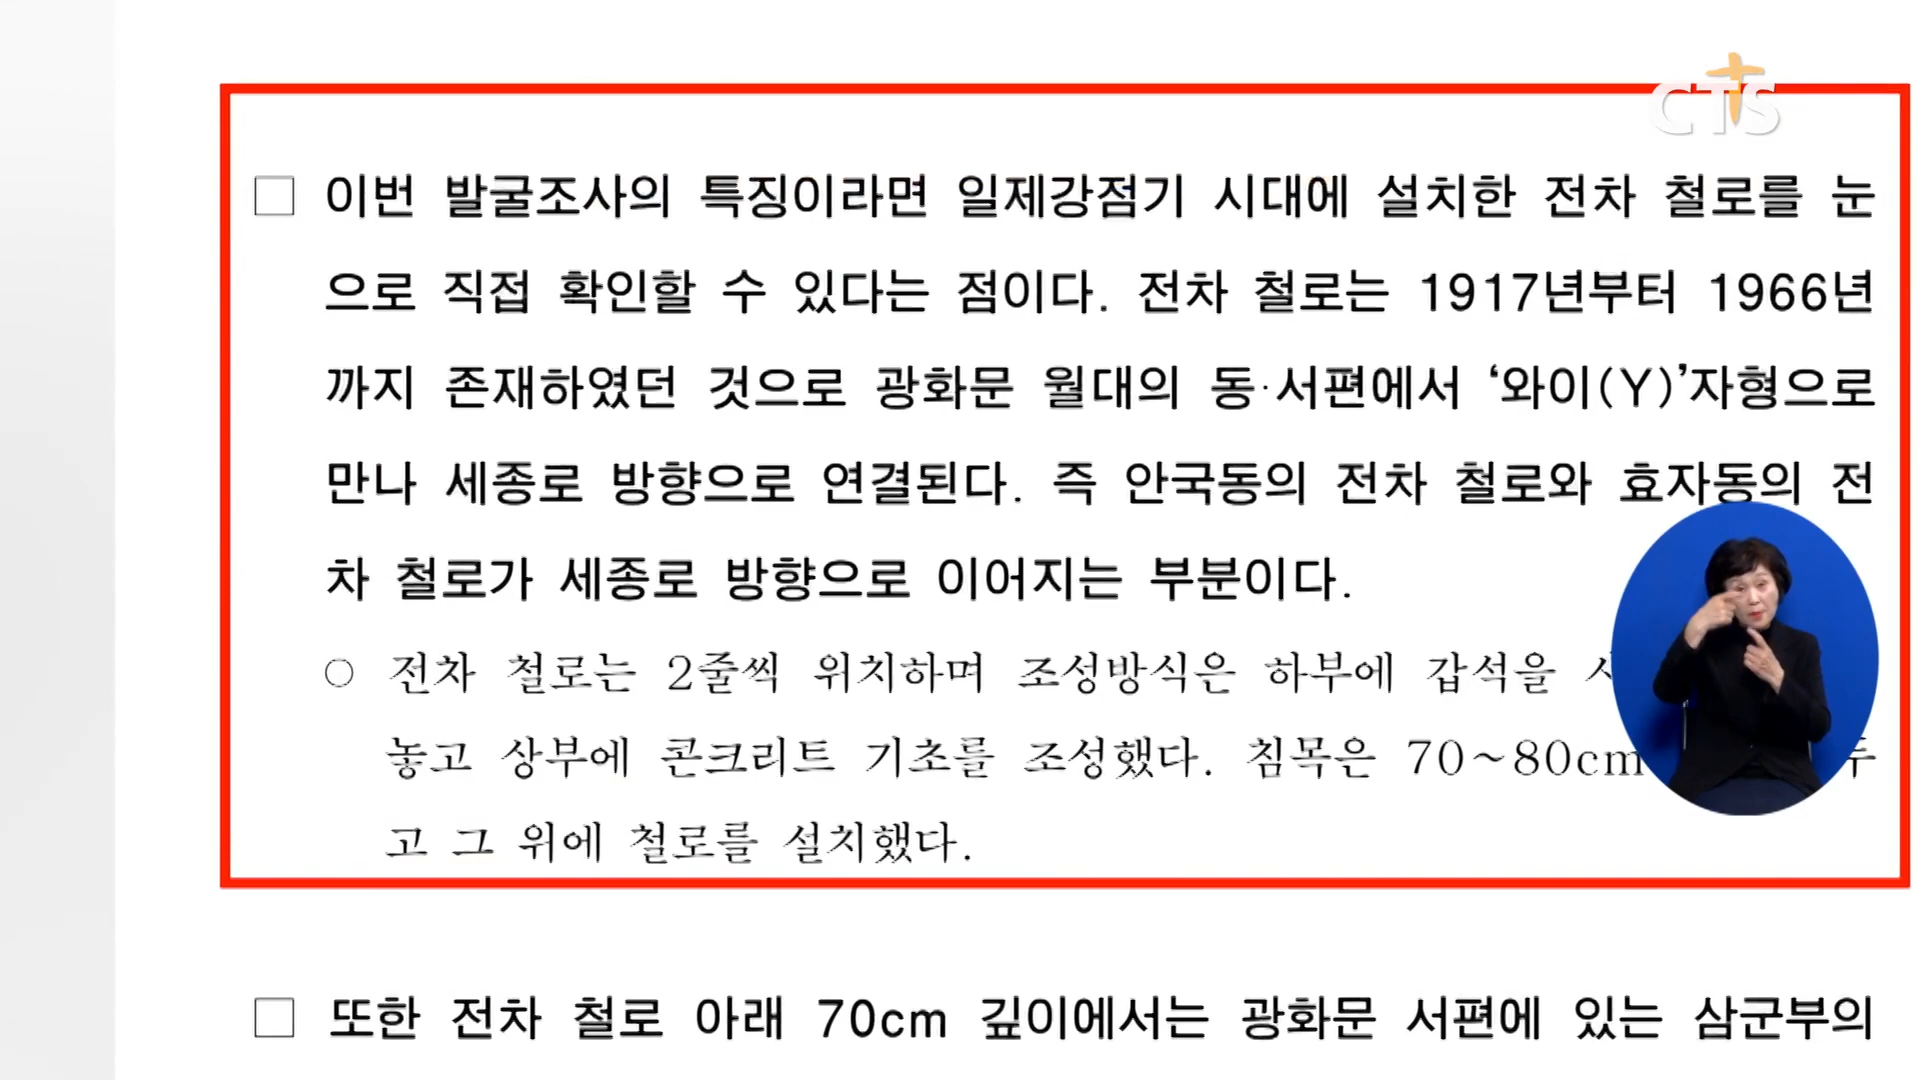 CTS
□ 이번 발굴조사의 특징이라면 일제강점기 시대에 설치한 전차 철로를 눈
으로 직접 확인할 수 있다는 점이다. 전차 철로는 1917년부터 1966년
까지 존재하였던 것으로 광화문 월대의 동·서편에서 ‘와이(Y)’자형으로
만나 세종로 방향으로 연결된다. 즉 안국동의 전차 철로와 효자동의 전
차 철로가 세종로 방향으로 이어지는 부분이다.
○ 전차 철로는 2줄씩 위치하며 조성방식은 하부에 갑석을
놓고 상부에 콘크리트 기초를 조성했다. 침목은 70~80cm 두
고 그 위에 철로를 설치했다.
□ 또한 전차 철로 아래 70cm 깊이에서는 광화문 서편에 있는 삼군부의